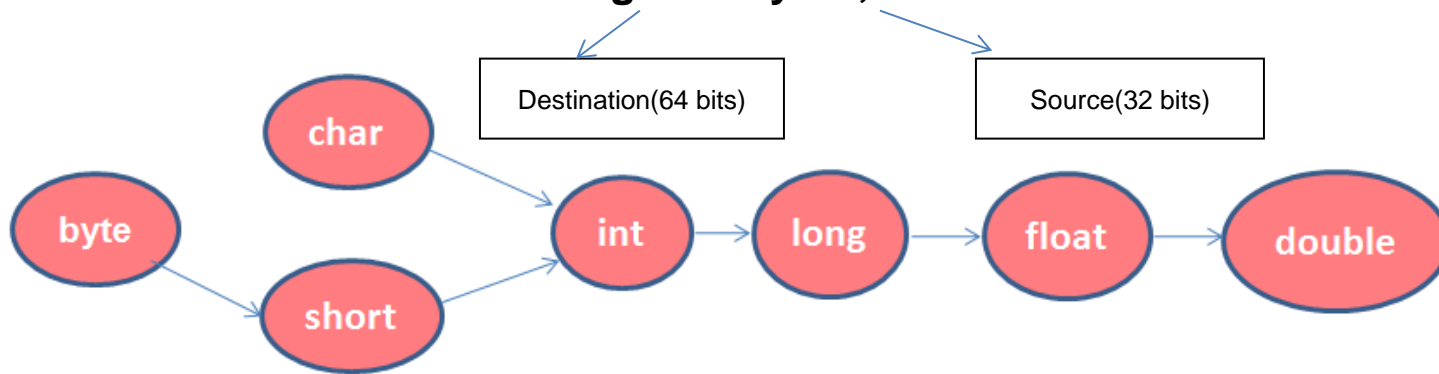 Destination(64 bits)
Source(32 bits)
char
byte
int
long
float
double
short